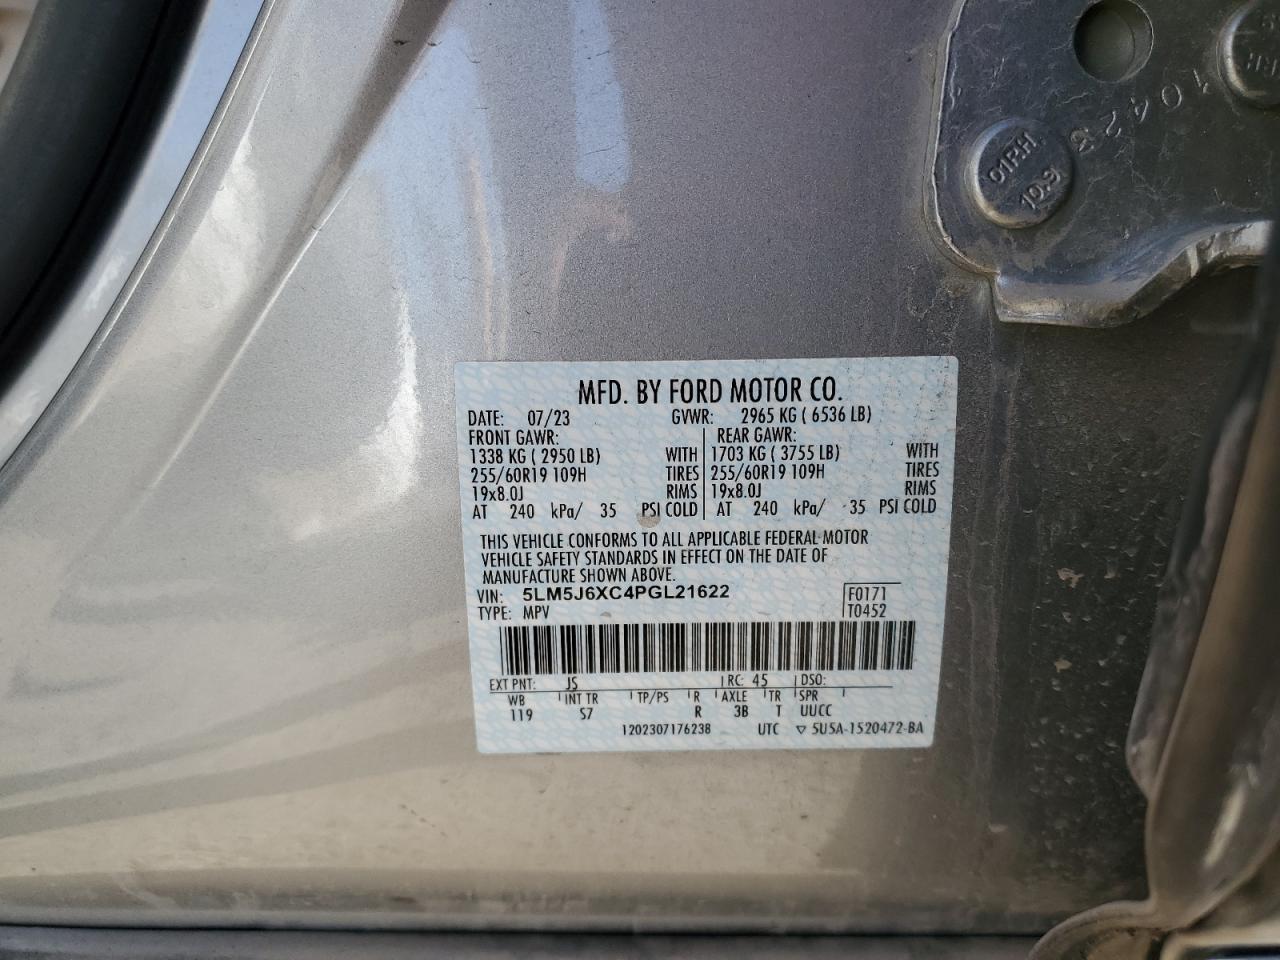 10428
01RH
10.9
MFD. BY FORD MOTOR CO.
DATE: 07/23 GVWR: 2965 KG ( 6536 LB)
FRONT GAWR: REAR GAWR:
1338 KG ( 2950 LB) WITH 1703 KG ( 3755 LB) WITH
255/60R19 109H TIRES 255/60R19 109H TIRES
19x8.0J RIMS 19x8.0J RIMS
AT 240 kPa/ 35 PSI COLD AT 240 kPa/ 35 PSI COLD
THIS VEHICLE CONFORMS TO ALL APPLICABLE FEDERAL MOTOR
VEHICLE SAFETY STANDARDS IN EFFECT ON THE DATE OF
MANUFACTURE SHOWN ABOVE.
VIN: 5LM5J6XC4PGL21622 F0171
TYPE: MPV T0452
EXT PNT: JS RC: 45 DSO:
WB INT TR TP/PS R AXLE TR SPR
119 S7 R 3B T UUCC
1202307176238 UTC ▽ 5U5A-1520472-BA